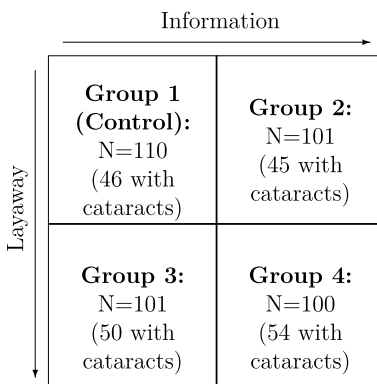 Information
Layaway
Group 1
(Control):
N=110
(46 with
cataracts)
Group 2:
N=101
(45 with
cataracts)
Group 3:
N=101
(50 with
cataracts)
Group 4:
N=100
(54 with
cataracts)